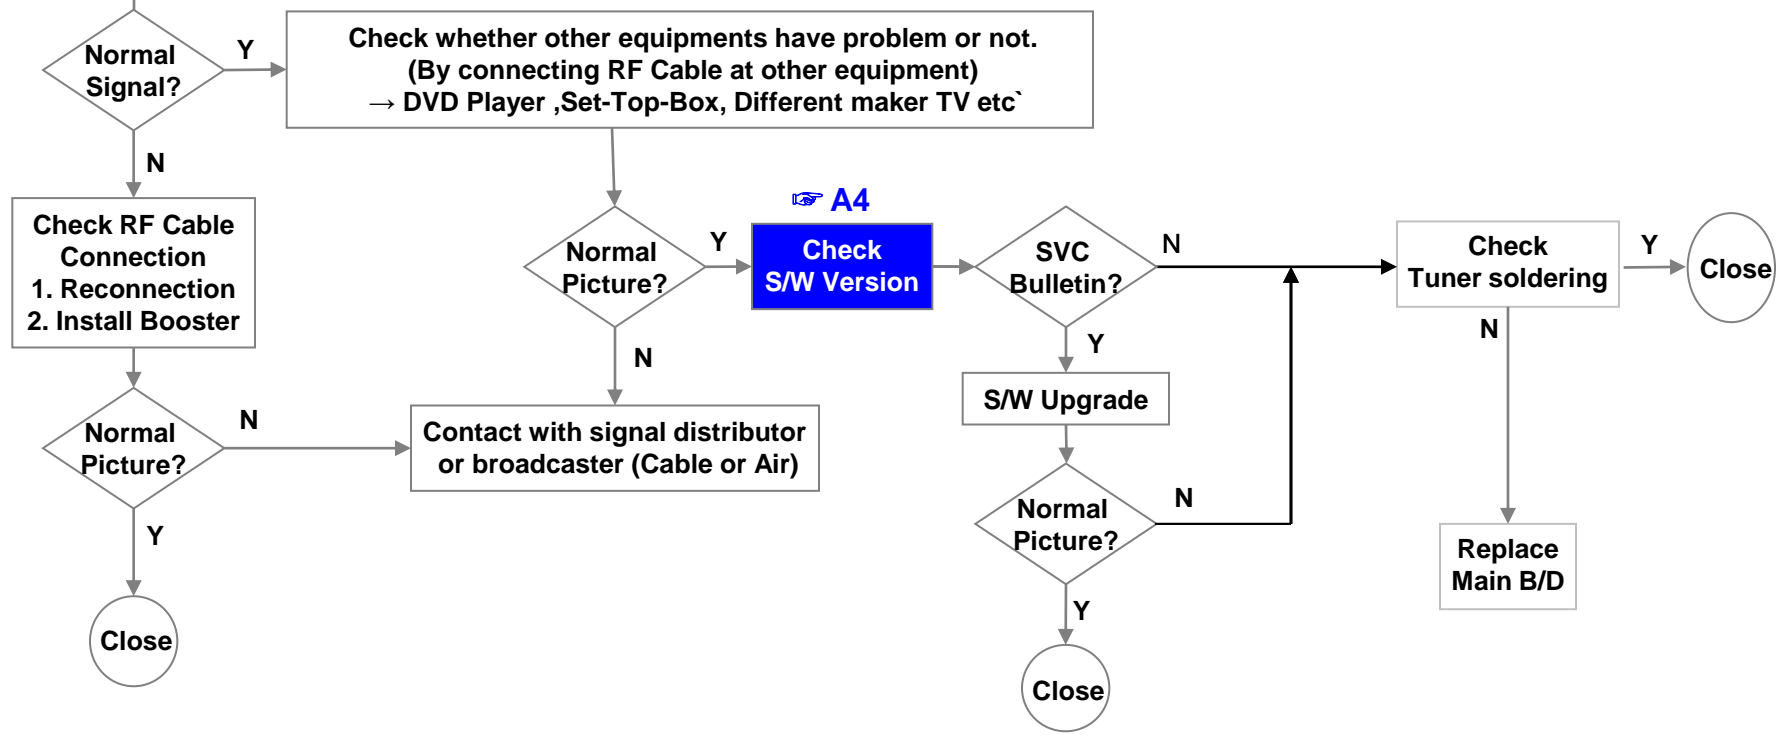 Normal
Signal?
Y
Check whether other equipments have problem or not.
(By connecting RF Cable at other equipment)
→ DVD Player ,Set-Top-Box, Different maker TV etc`
N
Check RF Cable
Connection
1. Reconnection
2. Install Booster
Normal
Picture?
Y
☞ A4
Check
S/W Version
SVC
Bulletin?
N
Check
Tuner soldering
Y
Close
N
Y
N
S/W Upgrade
Normal
Picture?
N
Contact with signal distributor
or broadcaster (Cable or Air)
Normal
Picture?
N
Replace
Main B/D
Y
Close
Y
Close